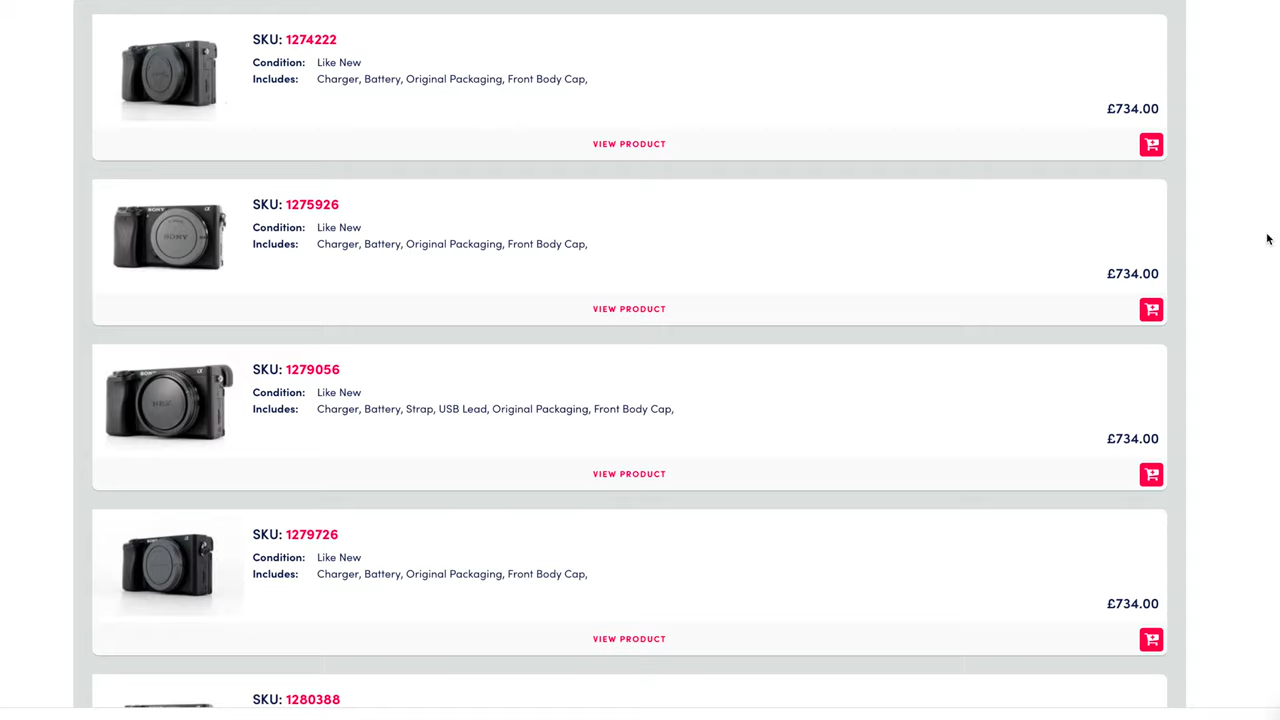 SKU: 1274222
Condition: Like New
Includes: Charger, Battery, Original Packaging, Front Body Cap,
£734.00
VIEW PRODUCT
SKU: 1275926
Condition: Like New
Includes: Charger, Battery, Original Packaging, Front Body Cap,
£734.00
VIEW PRODUCT
SONY
SONY
SKU: 1279056
Condition: Like New
Includes: Charger, Battery, Strap, USB Lead, Original Packaging, Front Body Cap,
£734.00
VIEW PRODUCT
SKU: 1279726
Condition: Like New
Includes: Charger, Battery, Original Packaging, Front Body Cap,
£734.00
VIEW PRODUCT
SKU: 1280388